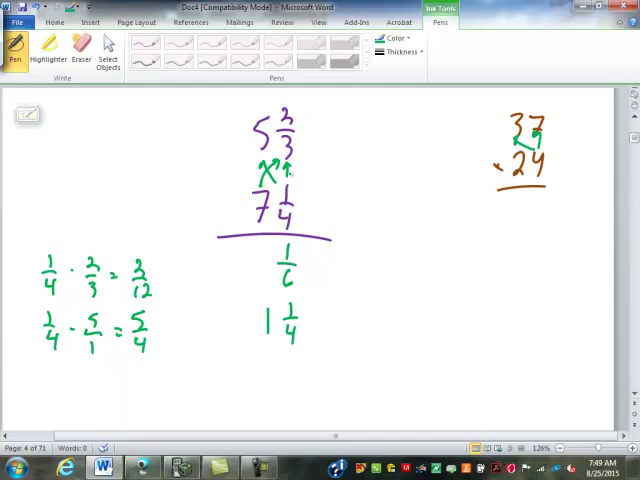 Doc4 [Compatibility Mode] - Microsoft Word
Ink Tools
File
Home
Insert
Page Layout
References
Mailings
Review
View
Add-Ins
Acrobat
Pens
Pen
Highlighter
Eraser
Select
Objects
Color
Thickness
Write
Pens
5 2/3
× 7 1/4
1/6
1 1/4
37
× 24
1/4 · 2/3 = 2/12
1/4 · 5/1 = 5/4
Page: 4 of 71
Words: 0
126%
7:49 AM
8/25/2015